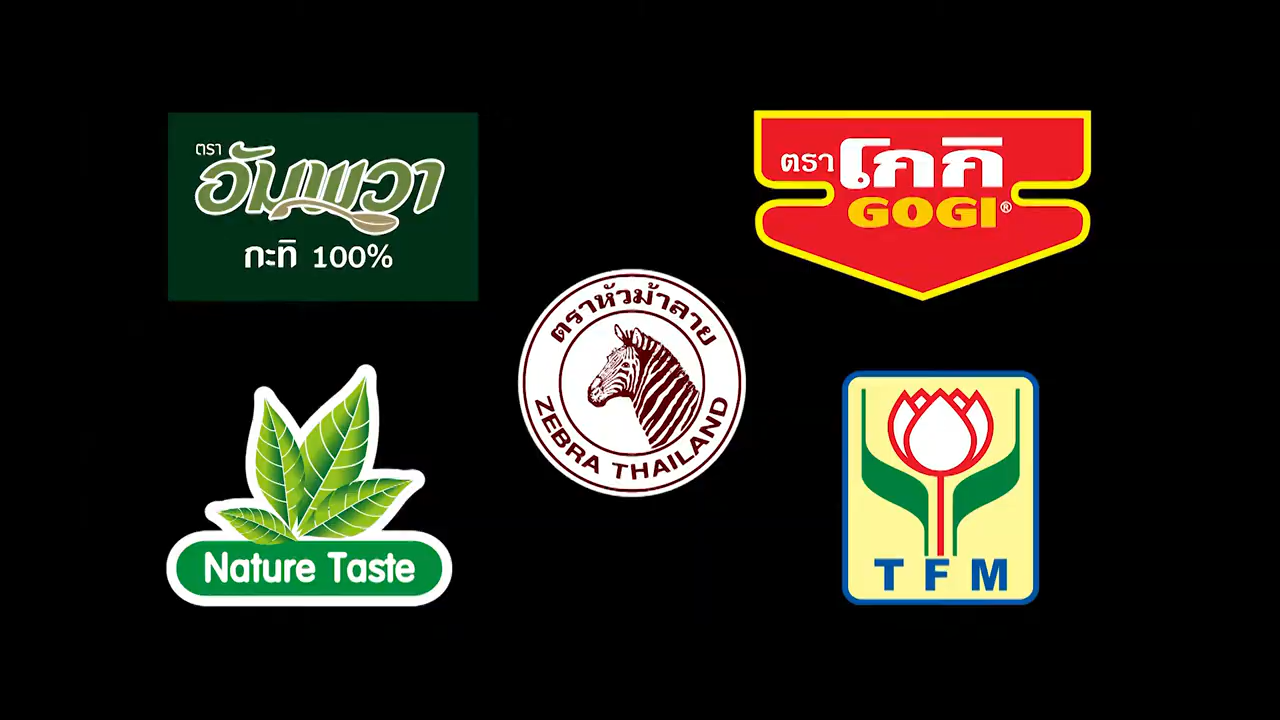 ตรา
อัมพวา
กะทิ 100%
ตรา โกกิ
GOGI®
ตราหัวม้าลาย
ZEBRA THAILAND
Nature Taste
T F M